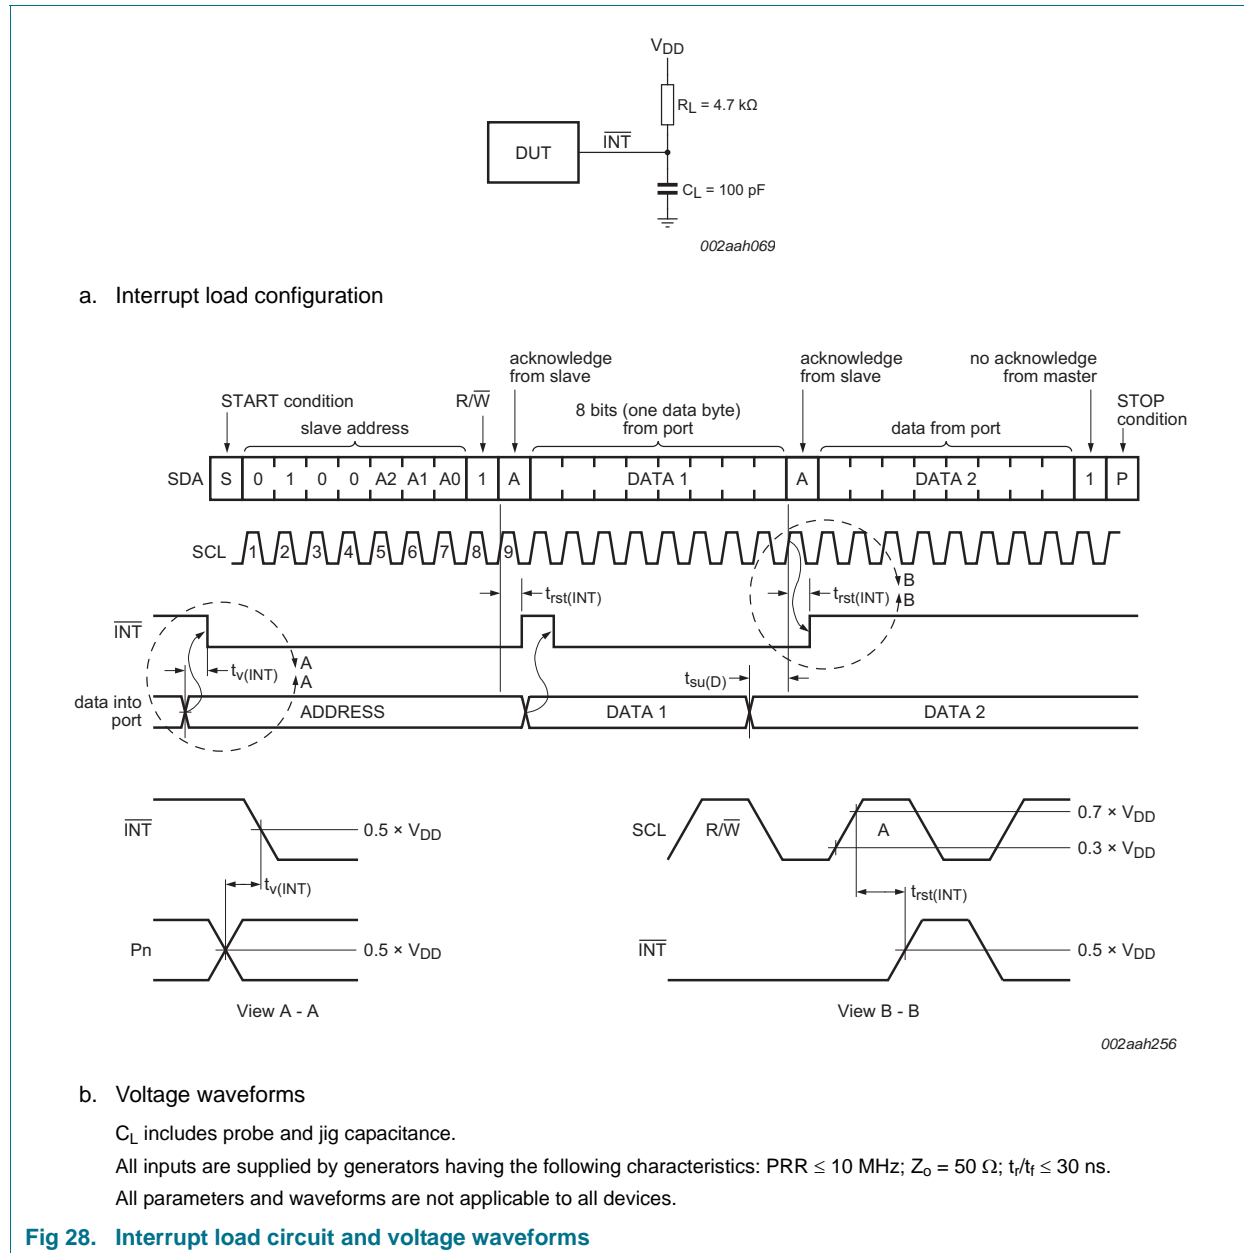 VDD
RL = 4.7 kΩ
DUT
INT
CL = 100 pF
002aah069
a. Interrupt load configuration
acknowledge
from slave
acknowledge
from slave
no acknowledge
from master
START condition
R/W
8 bits (one data byte)
from port
STOP
condition
slave address
data from port
SDA S 0 1 0 0 A2 A1 A0 1 A DATA 1 A DATA 2 1 P
SCL 1 2 3 4 5 6 7 8 9
B
trst(INT)
trst(INT)
B
INT
tv(INT)
A
A
tsu(D)
data into
port
ADDRESS
DATA 1
DATA 2
INT
0.5 × VDD
tv(INT)
Pn
0.5 × VDD
View A - A
SCL
R/W
A
0.7 × VDD
0.3 × VDD
trst(INT)
INT
0.5 × VDD
View B - B
002aah256
b. Voltage waveforms
CL includes probe and jig capacitance.
All inputs are supplied by generators having the following characteristics: PRR ≤ 10 MHz; Zo = 50 Ω; tr/tf ≤ 30 ns.
All parameters and waveforms are not applicable to all devices.
Fig 28. Interrupt load circuit and voltage waveforms